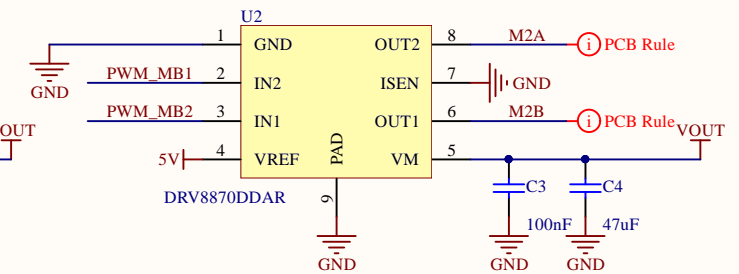 U2
1 GND OUT2 8 M2A PCB Rule
GND
PWM_MB1 2 IN2 ISEN 7 GND
PWM_MB2 3 IN1 OUT1 6 M2B PCB Rule
OUT
VOUT
5V 4 VREF PAD VM 5
DRV8870DDAR
9
C3 C4
100nF 47uF
GND GND GND